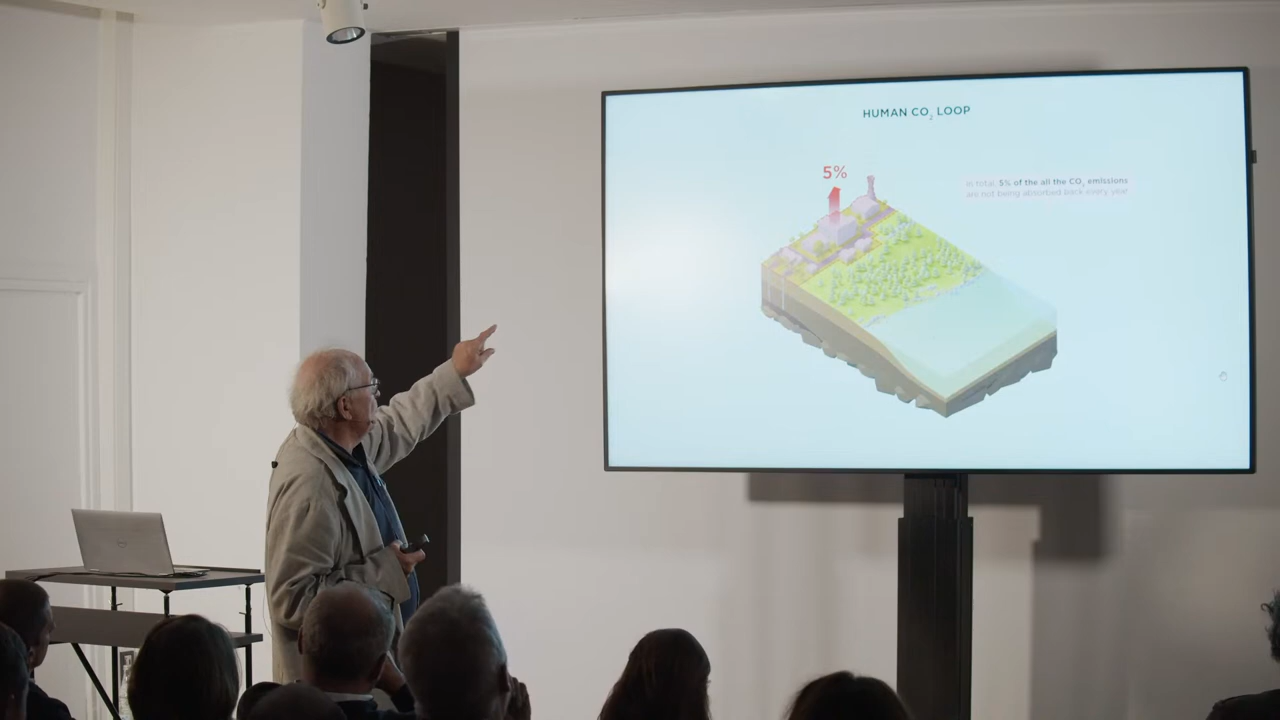 HUMAN CO₂ LOOP
5%
In total, 5% of the all the CO₂ emissions
are not being absorbed back every year